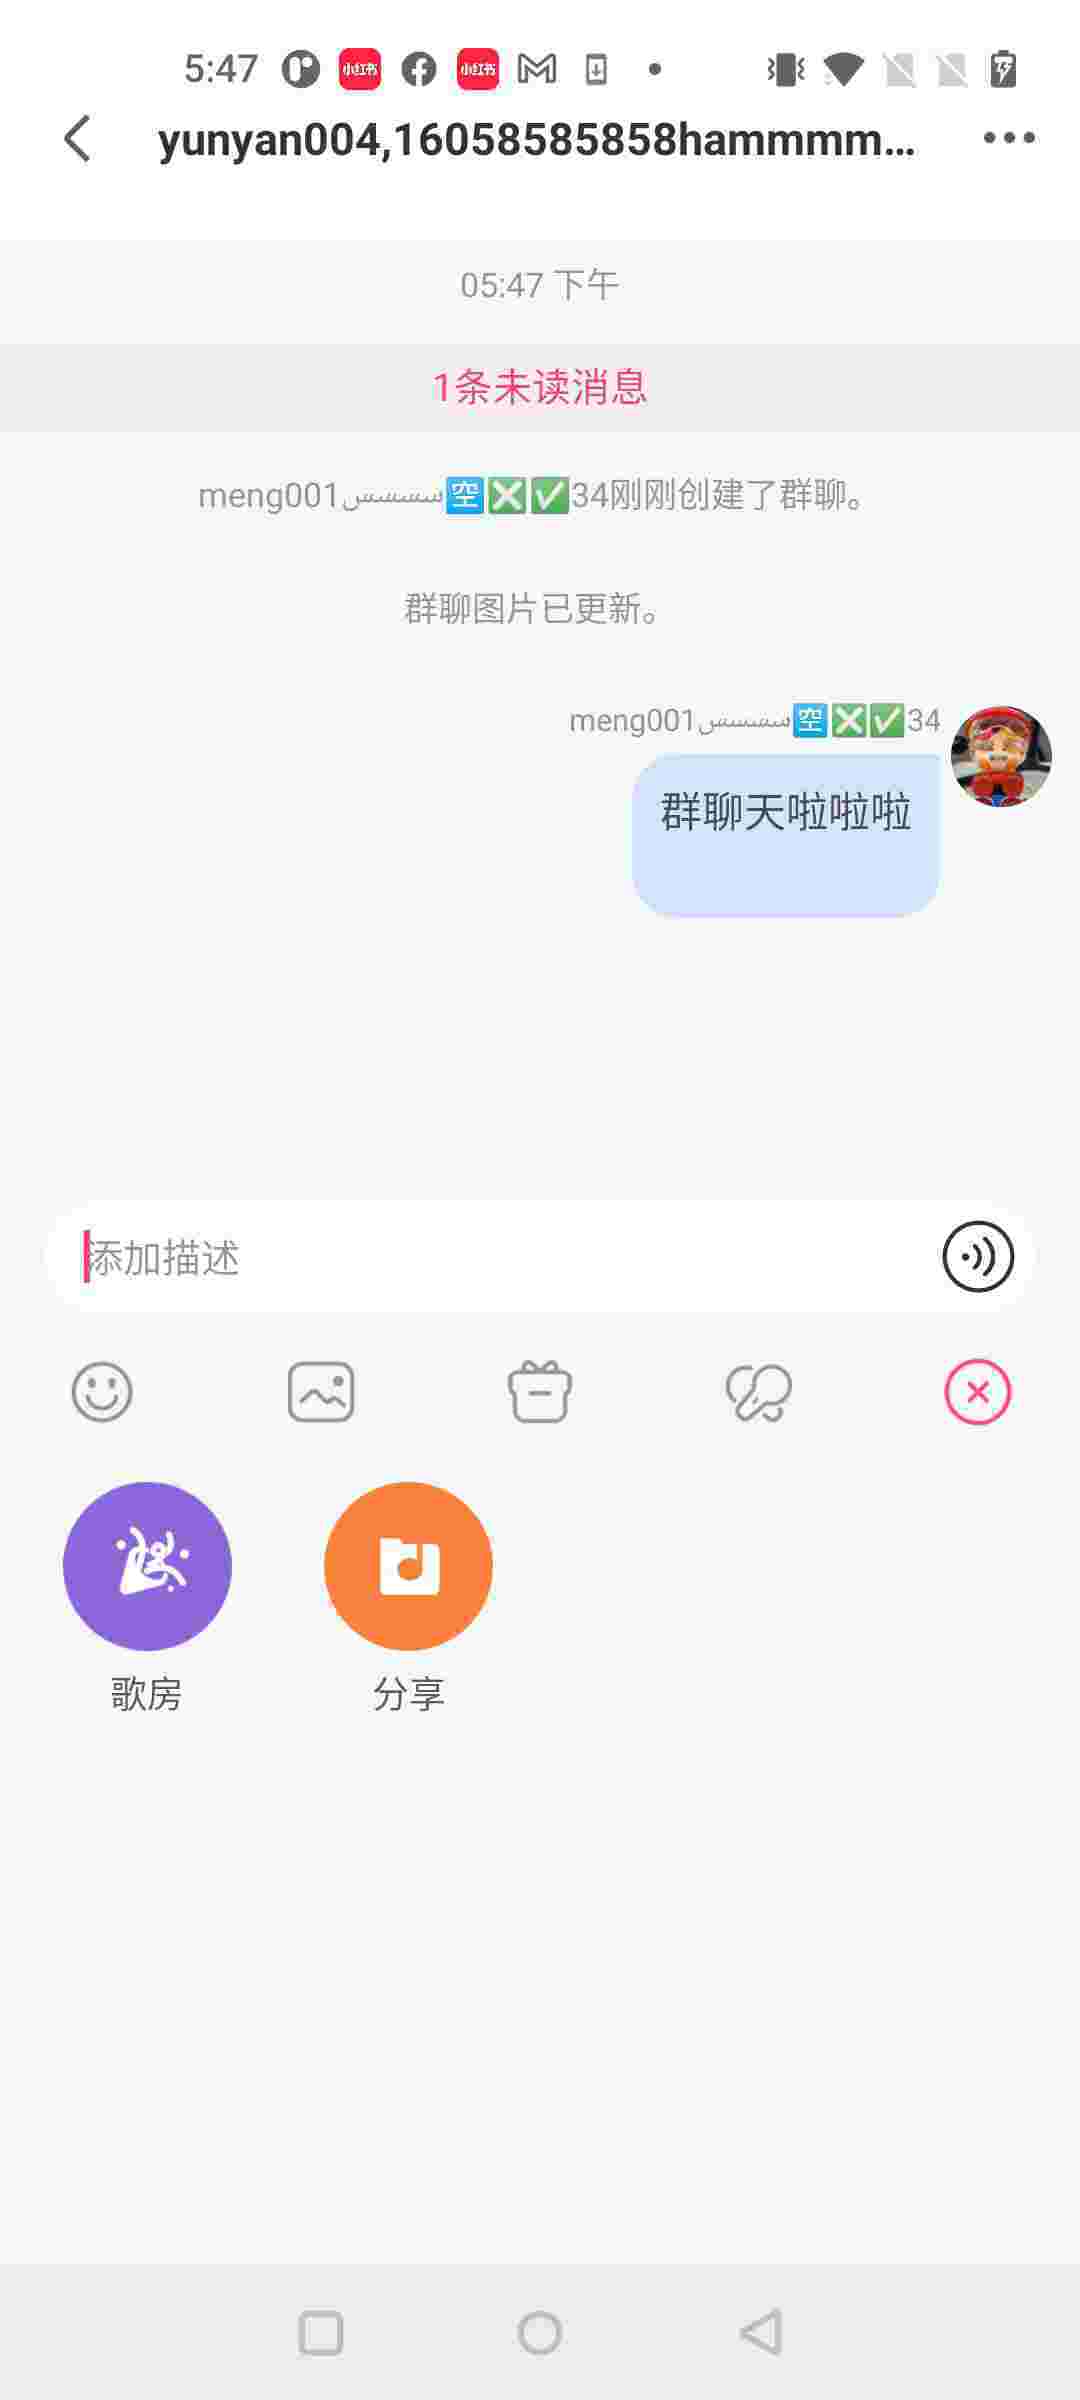 5:47
小红书
小红书
yunyan004,16058585858hammmm...
05:47 下午
1条未读消息
meng001سسسسس🈳❎✅34刚刚创建了群聊。
群聊图片已更新。
meng001سسسسس🈳❎✅34
群聊天啦啦啦
添加描述
歌房
分享